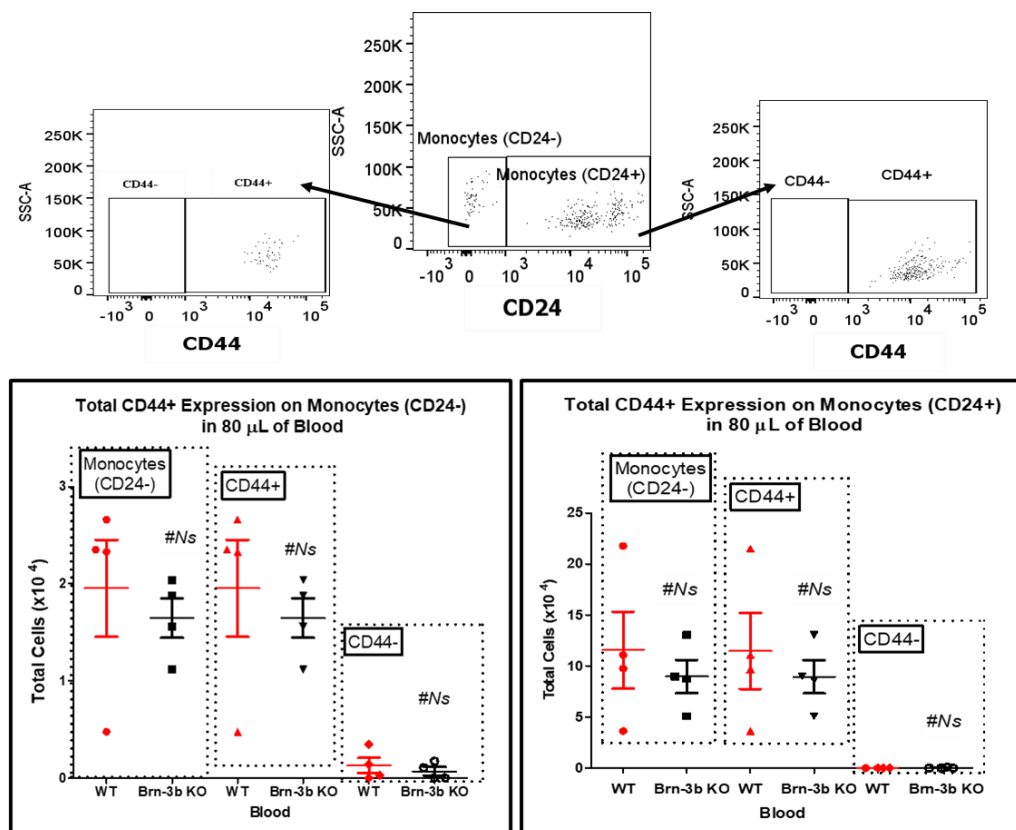 250K
200K
150K
100K
50K
0
SSC-A
CD44-
CD44+
-10³
0
10³
10⁴
10⁵
CD44
250K
200K
150K
100K
50K
0
SSC-A
Monocytes (CD24-)
Monocytes (CD24+)
-10³
0
10³
10⁴
10⁵
CD24
250K
200K
150K
100K
50K
0
SSC-A
CD44-
CD44+
-10³
0
10³
10⁴
10⁵
CD44
Total CD44+ Expression on Monocytes (CD24-)
in 80 µL of Blood
Monocytes
(CD24-)
CD44+
CD44-
#Ns
#Ns
#Ns
3
2
1
0
Total Cells (x10 ⁴)
WT
Brn-3b KO
WT
Brn-3b KO
WT
Brn-3b KO
Blood
Total CD44+ Expression on Monocytes (CD24+)
in 80 µL of Blood
Monocytes
(CD24-)
CD44+
CD44-
#Ns
#Ns
#Ns
25
20
15
10
5
0
Total Cells (x10 ⁴)
WT
Brn-3b KO
WT
Brn-3b KO
WT
Brn-3b KO
Blood